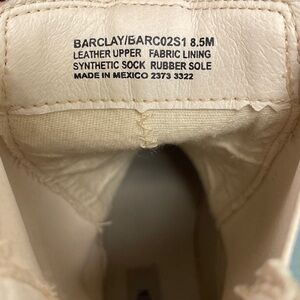 BARCLAY/BARC02S1 8.5M
LEATHER UPPER FABRIC LINING
SYNTHETIC SOCK RUBBER SOLE
MADE IN MEXICO 2373 3322